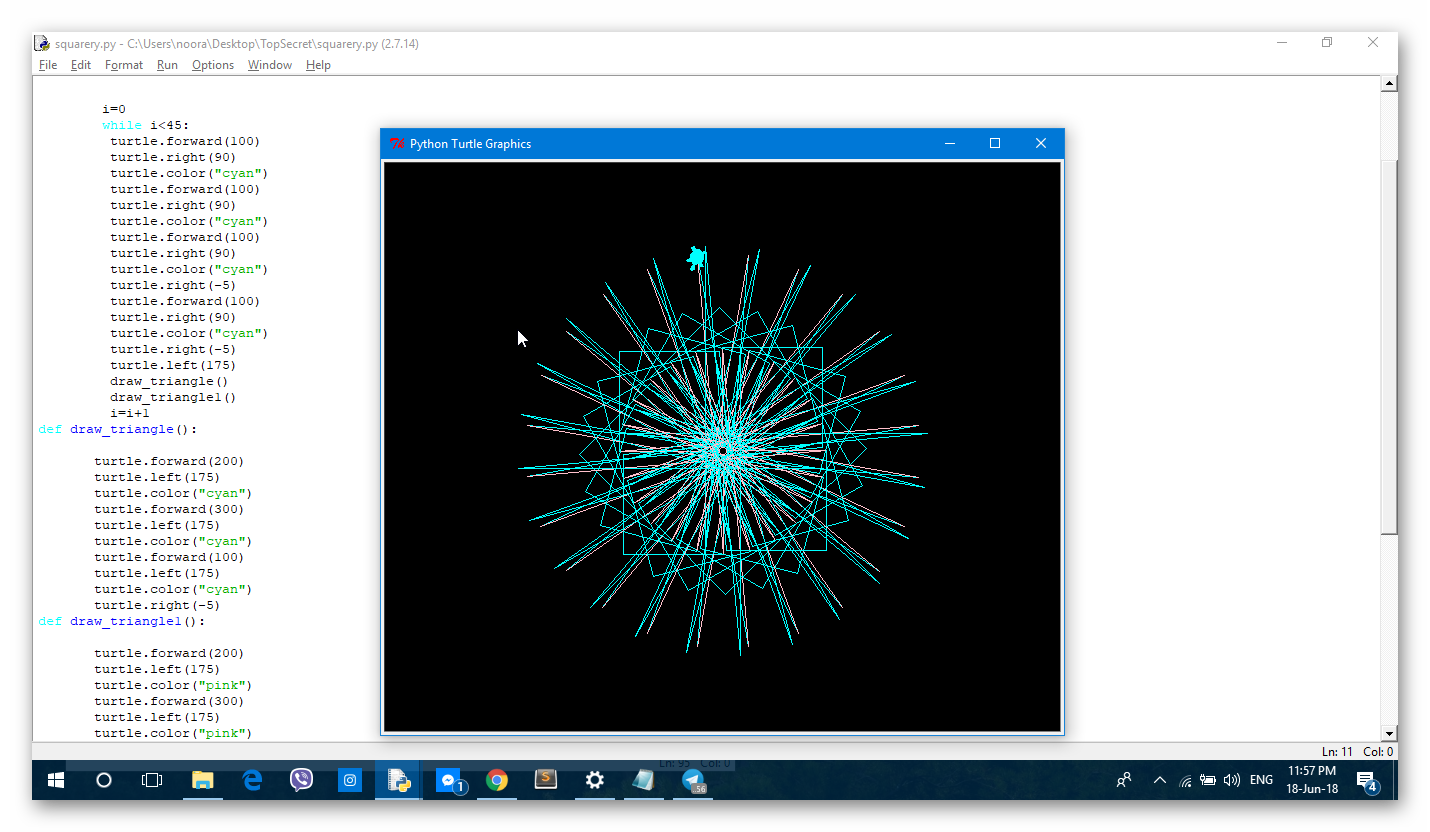 squarery.py - C:\Users\noora\Desktop\TopSecret\squarery.py (2.7.14)
File Edit Format Run Options Window Help
i=0
while i<45:
turtle.forward(100)
turtle.right(90)
turtle.color("cyan")
turtle.forward(100)
turtle.right(90)
turtle.color("cyan")
turtle.forward(100)
turtle.right(90)
turtle.color("cyan")
turtle.right(-5)
turtle.forward(100)
turtle.right(90)
turtle.color("cyan")
turtle.right(-5)
turtle.left(175)
draw_triangle()
draw_triangle1()
i=i+1
def draw_triangle():
turtle.forward(200)
turtle.left(175)
turtle.color("cyan")
turtle.forward(300)
turtle.left(175)
turtle.color("cyan")
turtle.forward(100)
turtle.left(175)
turtle.color("cyan")
turtle.right(-5)
def draw_triangle1():
turtle.forward(200)
turtle.left(175)
turtle.color("pink")
turtle.forward(300)
turtle.left(175)
turtle.color("pink")
Python Turtle Graphics
Ln: 11 Col: 0
Ln: 95 Col: 0
1
S
.56
ENG
11:57 PM
18-Jun-18
4